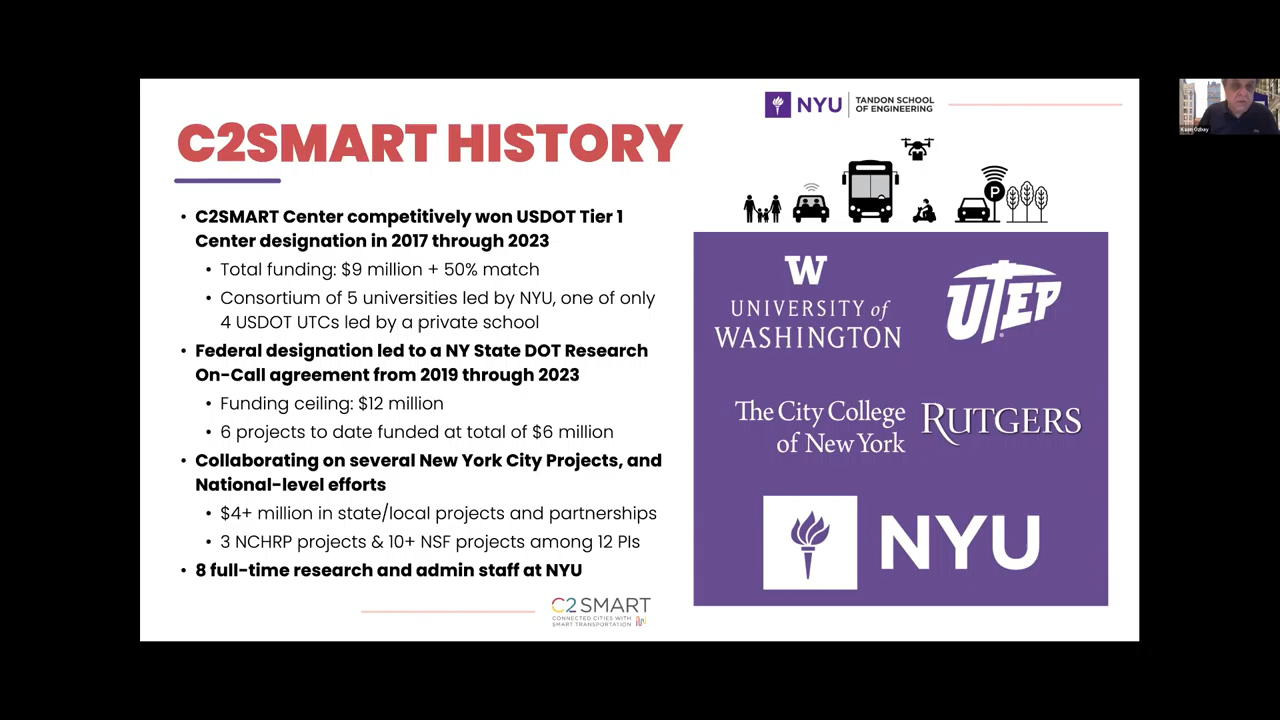 NYU TANDON SCHOOL
OF ENGINEERING
C2SMART HISTORY
• C2SMART Center competitively won USDOT Tier 1
Center designation in 2017 through 2023
• Total funding: $9 million + 50% match
• Consortium of 5 universities led by NYU, one of only
4 USDOT UTCs led by a private school
• Federal designation led to a NY State DOT Research
On-Call agreement from 2019 through 2023
• Funding ceiling: $12 million
• 6 projects to date funded at total of $6 million
• Collaborating on several New York City Projects, and
National-level efforts
• $4+ million in state/local projects and partnerships
• 3 NCHRP projects & 10+ NSF projects among 12 PIs
• 8 full-time research and admin staff at NYU
P
W
UNIVERSITY of
WASHINGTON
UTEP
The City College
of New York
RUTGERS
NYU
C2SMART
CONNECTED CITIES WITH
SMART TRANSPORTATION
Kaan Ozbay